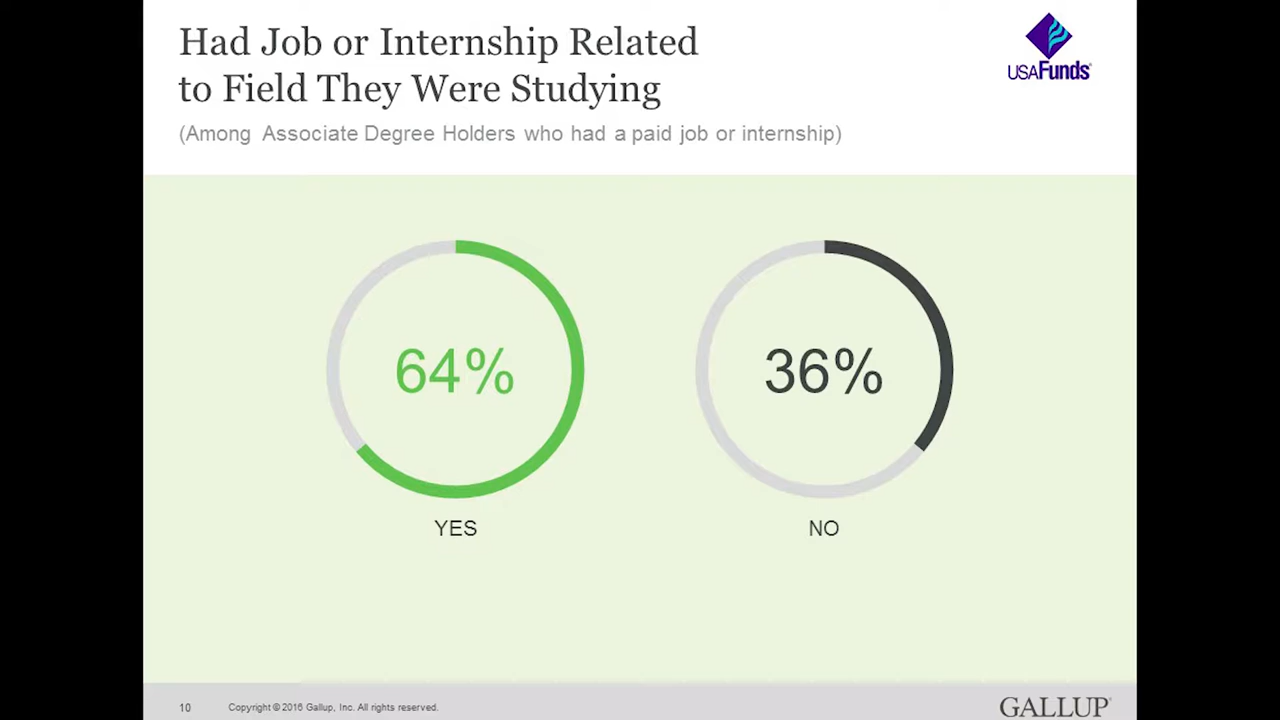 Had Job or Internship Related
to Field They Were Studying
(Among Associate Degree Holders who had a paid job or internship)
USAFunds®
64%
36%
YES
NO
10
Copyright © 2016 Gallup, Inc. All rights reserved.
GALLUP®